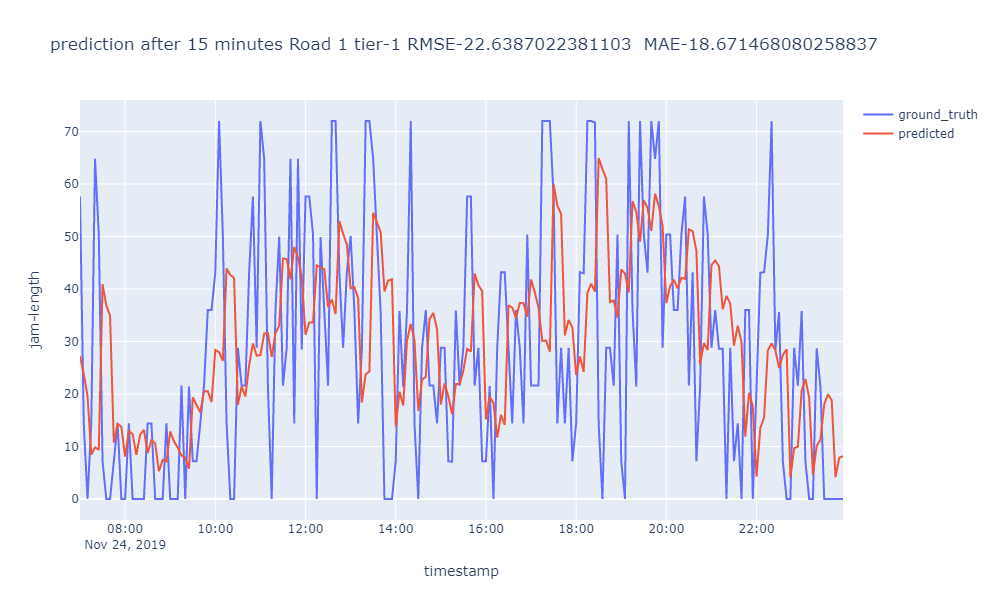 prediction after 15 minutes Road 1 tier-1 RMSE-22.6387022381103  MAE-18.671468080258837
ground_truth
predicted
70
60
50
40
30
20
10
0
jam-length
08:00 10:00 12:00 14:00 16:00 18:00 20:00 22:00
Nov 24, 2019
timestamp